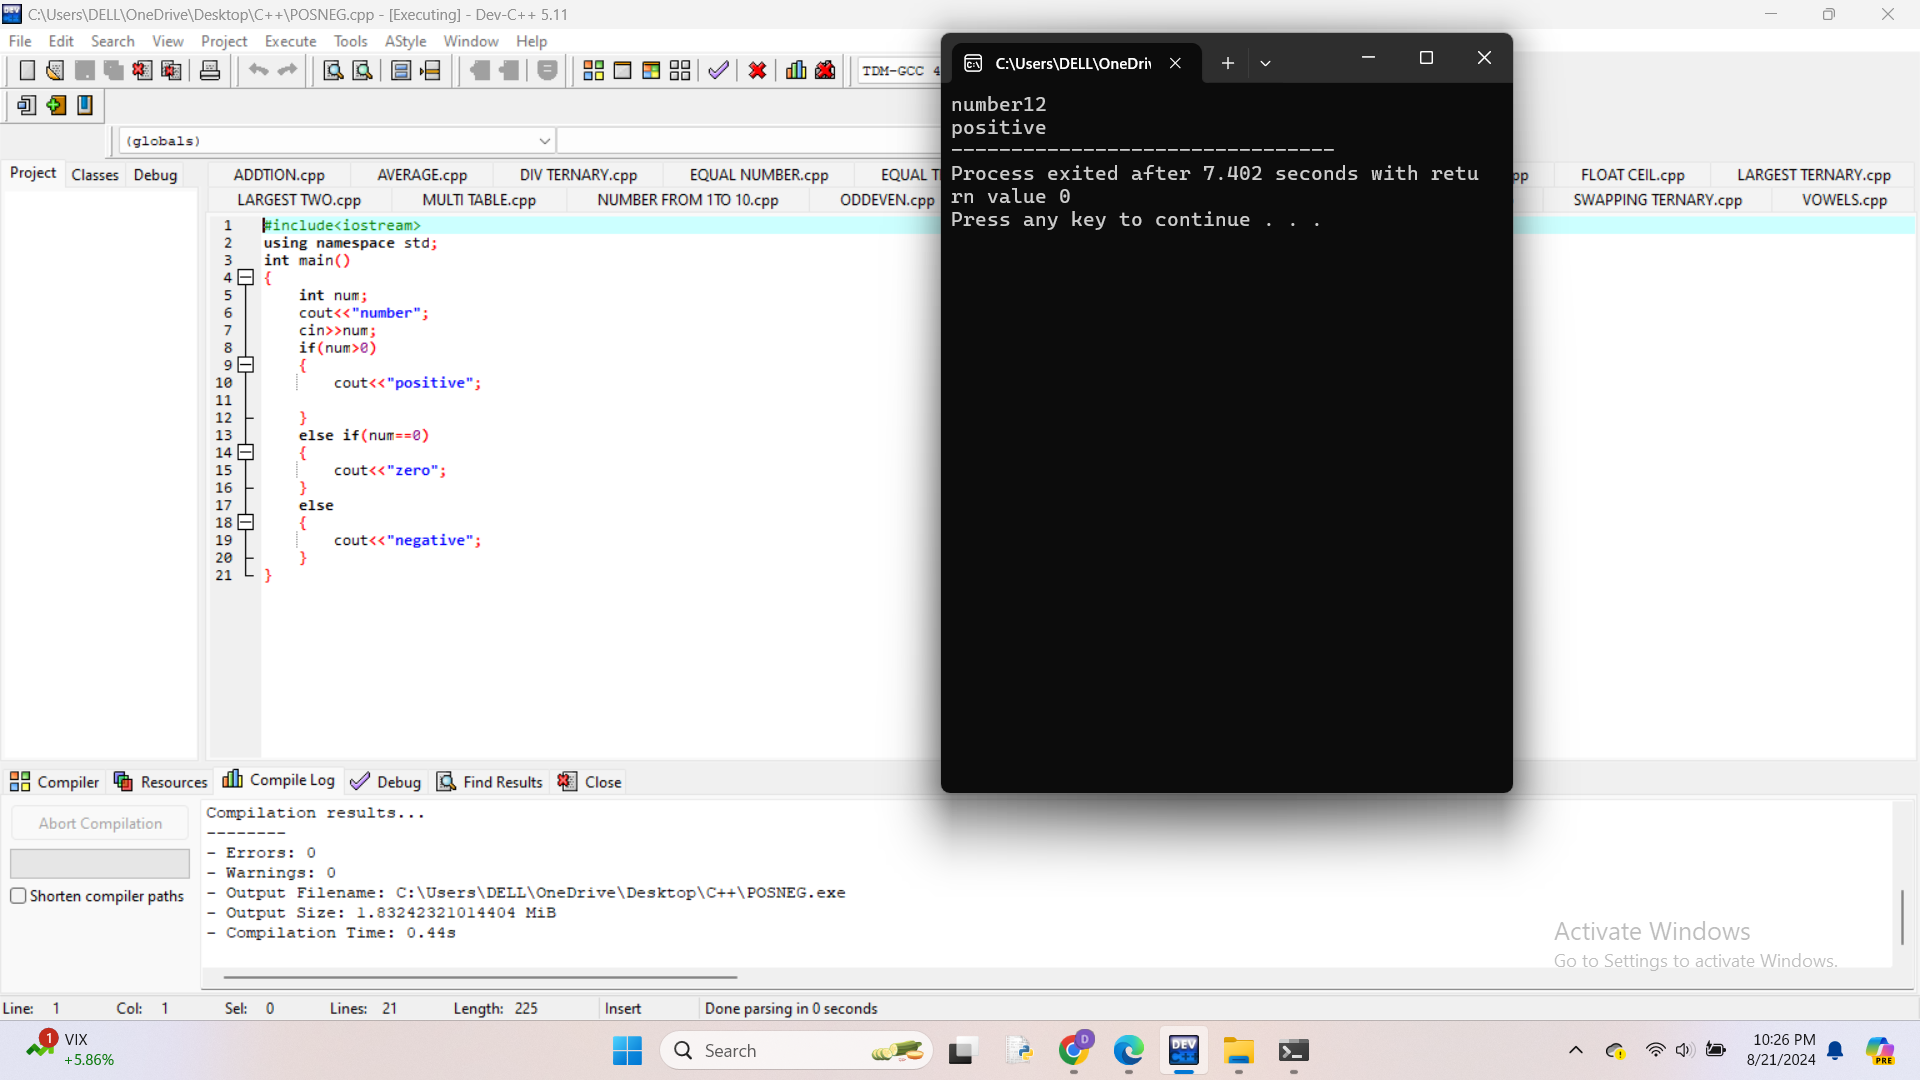 C:\Users\DELL\OneDrive\Desktop\C++\POSNEG.cpp - [Executing] - Dev-C++ 5.11
File Edit Search View Project Execute Tools AStyle Window Help
TDM-GCC 4
(globals)
Project Classes Debug
ADDTION.cpp AVERAGE.cpp DIV TERNARY.cpp EQUAL NUMBER.cpp EQUAL T pp FLOAT CEIL.cpp LARGEST TERNARY.cpp
LARGEST TWO.cpp MULTI TABLE.cpp NUMBER FROM 1TO 10.cpp ODDEVEN.cpp SWAPPING TERNARY.cpp VOWELS.cpp
1 #include<iostream>
2 using namespace std;
3 int main()
4 {
5 int num;
6 cout<<"number";
7 cin>>num;
8 if(num>0)
9 {
10 cout<<"positive";
11
12 }
13 else if(num==0)
14 {
15 cout<<"zero";
16 }
17 else
18 {
19 cout<<"negative";
20 }
21 }
C:\Users\DELL\OneDri
number12
positive
--------------------------------
Process exited after 7.402 seconds with retu
rn value 0
Press any key to continue . . .
Compiler Resources Compile Log Debug Find Results Close
Abort Compilation
Shorten compiler paths
Compilation results...
--------
- Errors: 0
- Warnings: 0
- Output Filename: C:\Users\DELL\OneDrive\Desktop\C++\POSNEG.exe
- Output Size: 1.83242321014404 MiB
- Compilation Time: 0.44s
Activate Windows
Go to Settings to activate Windows.
Line: 1 Col: 1 Sel: 0 Lines: 21 Length: 225 Insert Done parsing in 0 seconds
1 VIX
+5.86%
Search
D
DEV
C++
10:26 PM
8/21/2024
PRE